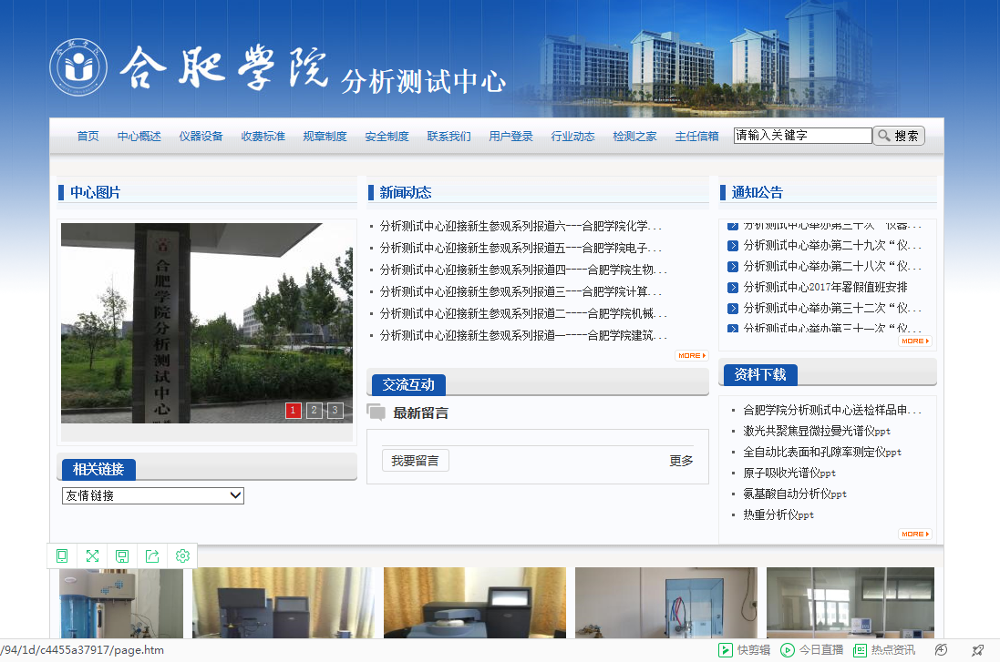 合肥学院 分析测试中心
首页 中心概述 仪器设备 收费标准 规章制度 安全制度 联系我们 用户登录 行业动态 检测之家 主任信箱 请输入关键字 搜索
中心图片
合肥学院分析测试中心
1 2 3
相关链接
友情链接
新闻动态
分析测试中心迎接新生参观系列报道六---合肥学院化学...
分析测试中心迎接新生参观系列报道五---合肥学院电子...
分析测试中心迎接新生参观系列报道四----合肥学院生物...
分析测试中心迎接新生参观系列报道三---合肥学院计算...
分析测试中心迎接新生参观系列报道二----合肥学院机械...
分析测试中心迎接新生参观系列报道一----合肥学院建筑...
MORE
交流互动
最新留言
我要留言 更多
通知公告
分析测试中心举办第三十次“仪器...
分析测试中心举办第二十九次“仪...
分析测试中心举办第二十八次“仪...
分析测试中心2017年暑假值班安排
分析测试中心举办第三十二次“仪...
分析测试中心举办第三十一次“仪...
MORE
资料下载
合肥学院分析测试中心送检样品申...
激光共聚焦显微拉曼光谱仪ppt
全自动比表面和孔隙率测定仪ppt
原子吸收光谱仪ppt
氨基酸自动分析仪ppt
热重分析仪ppt
MORE
/94/1d/c4455a37917/page.htm 快剪辑 今日直播 热点资讯